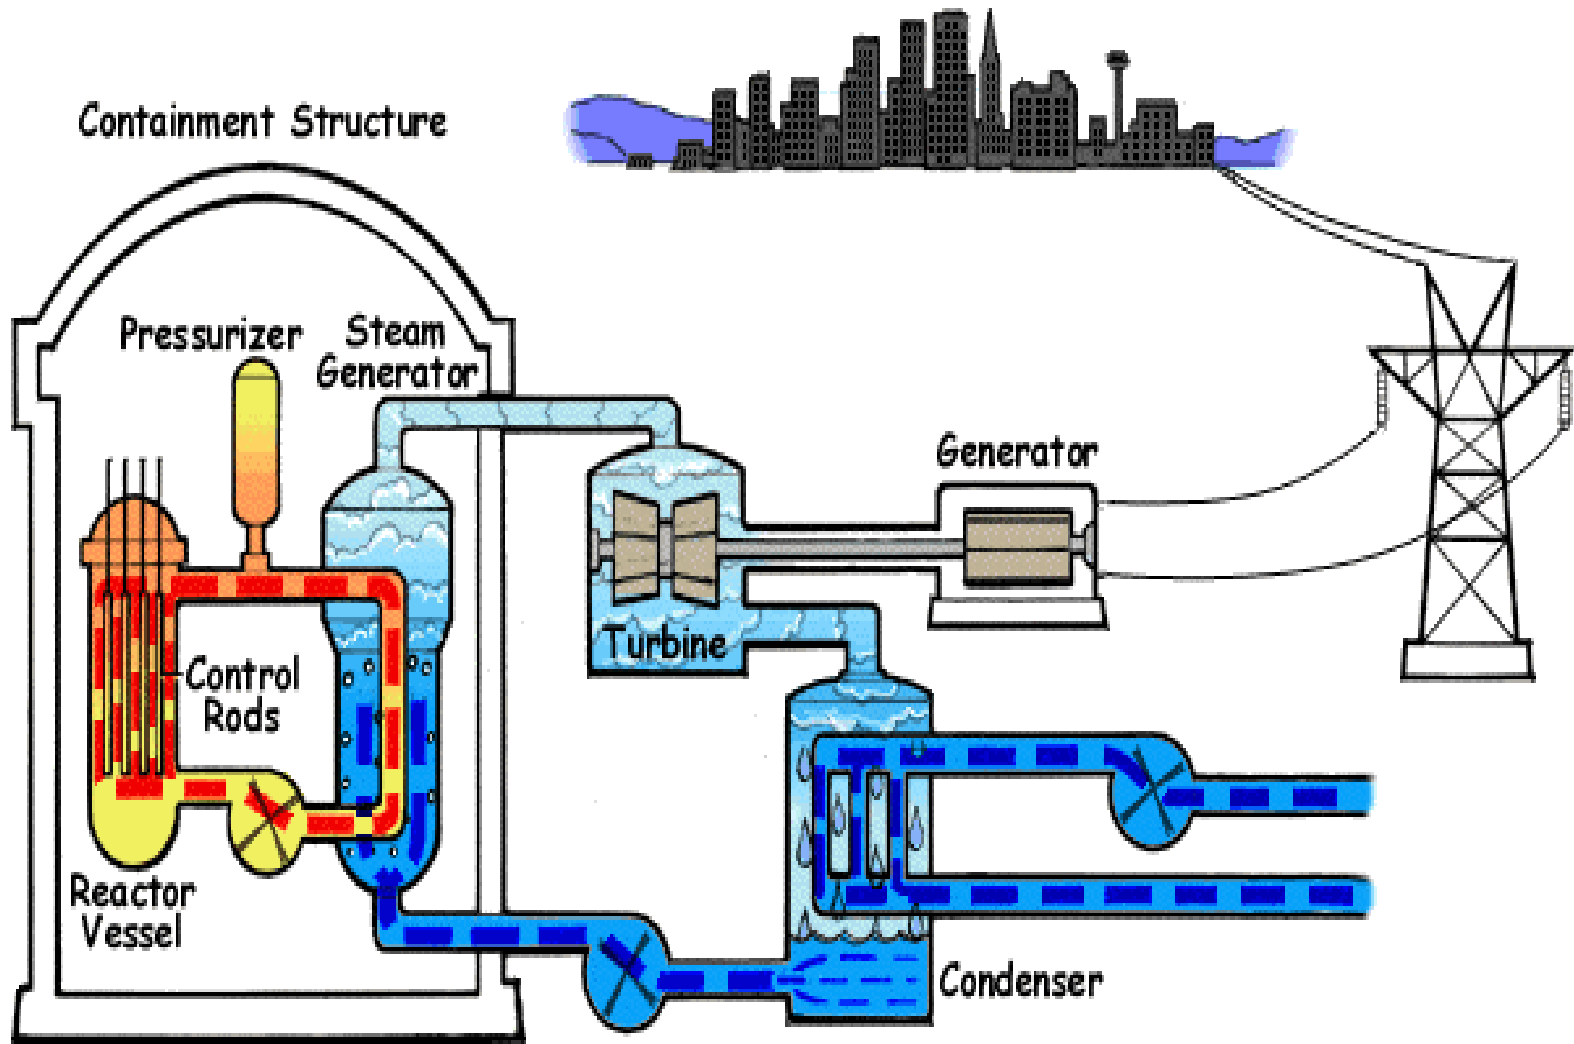 Containment Structure
Pressurizer
Steam
Generator
Generator
Turbine
Control
Rods
Reactor
Vessel
Condenser